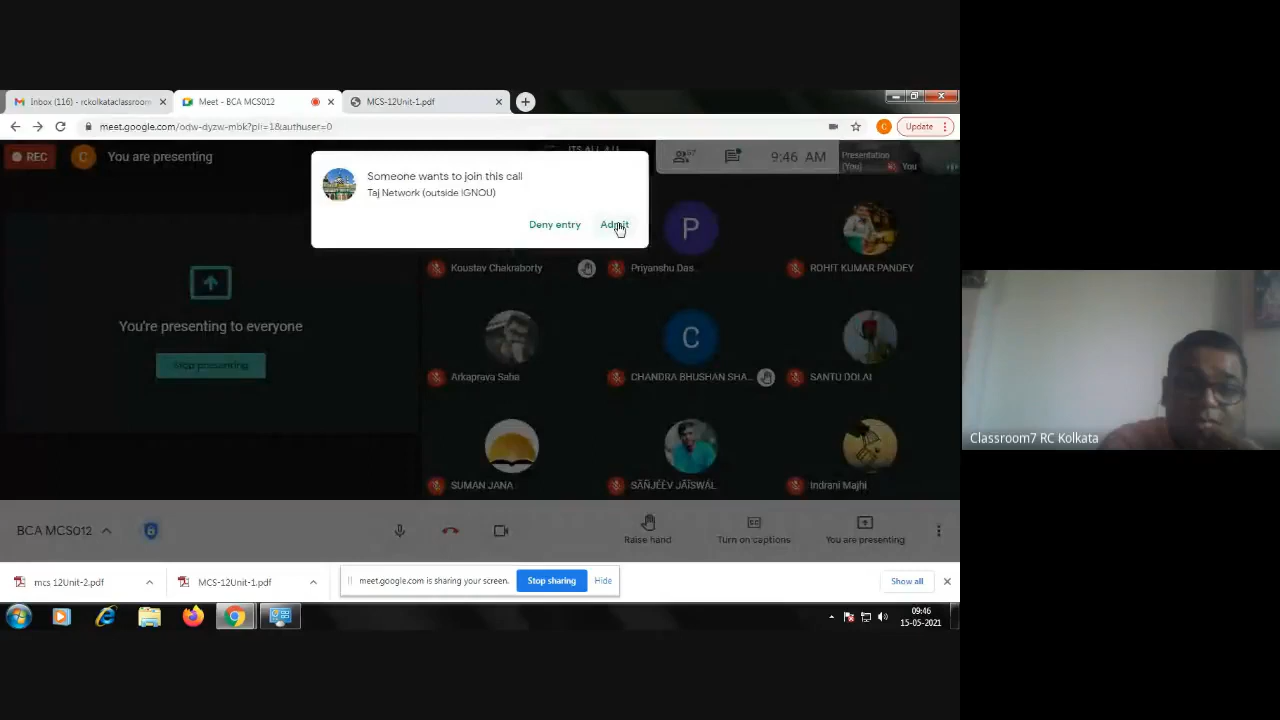 Inbox (116) - rckolkataclassroom
Meet - BCA MCS012
MCS-12Unit-1.pdf
meet.google.com/odw-dyzw-mbk?pli=1&authuser=0
Update
REC
C
You are presenting
57
9:46 AM
Presentation
(You)
You
Someone wants to join this call
Taj Network (outside IGNOU)
Deny entry
Admit
You're presenting to everyone
Stop presenting
P
Koustav Chakraborty
Priyanshu Das
ROHIT KUMAR PANDEY
C
Arkaprava Saha
CHANDRA BHUSHAN SHA...
SANTU DOLAI
SUMAN JANA
SÃÑJÉÈV JÃÏSWÁL
Indrani Majhi
Classroom7 RC Kolkata
BCA MCS012
Raise hand
Turn on captions
You are presenting
mcs 12Unit-2.pdf
MCS-12Unit-1.pdf
meet.google.com is sharing your screen.
Stop sharing
Hide
Show all
09:46
15-05-2021